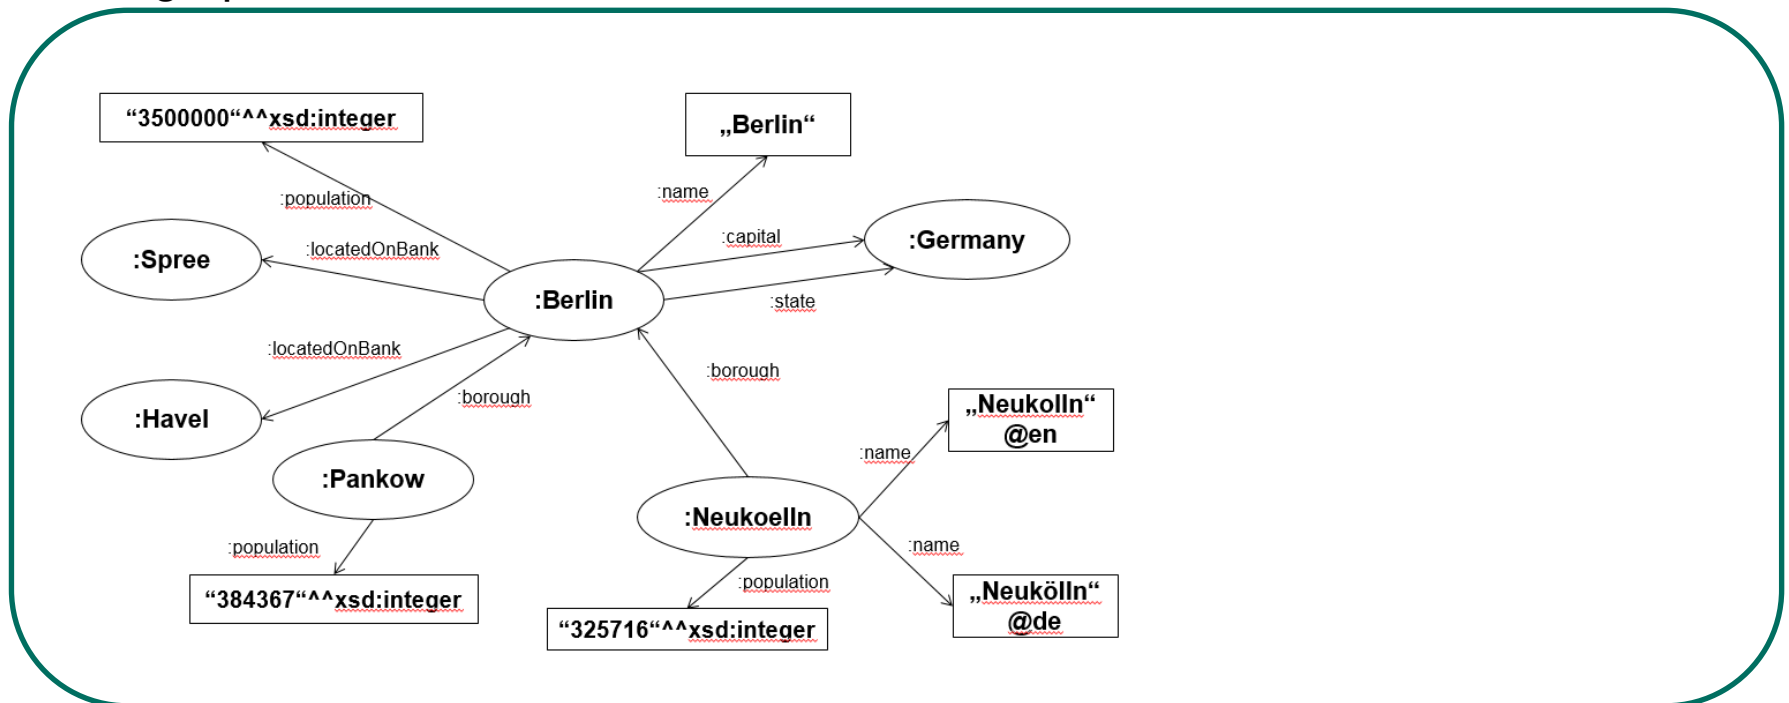 “3500000“^^xsd:integer
„Berlin“
:population
:name
:capital
:Germany
:Spree
:locatedOnBank
:Berlin
:state
:locatedOnBank
:borough
:borough
:Havel
„Neukolln“
@en
:name
:Pankow
:Neukoelln
:population
:name
“384367“^^xsd:integer
:population
„Neukölln“
@de
“325716“^^xsd:integer